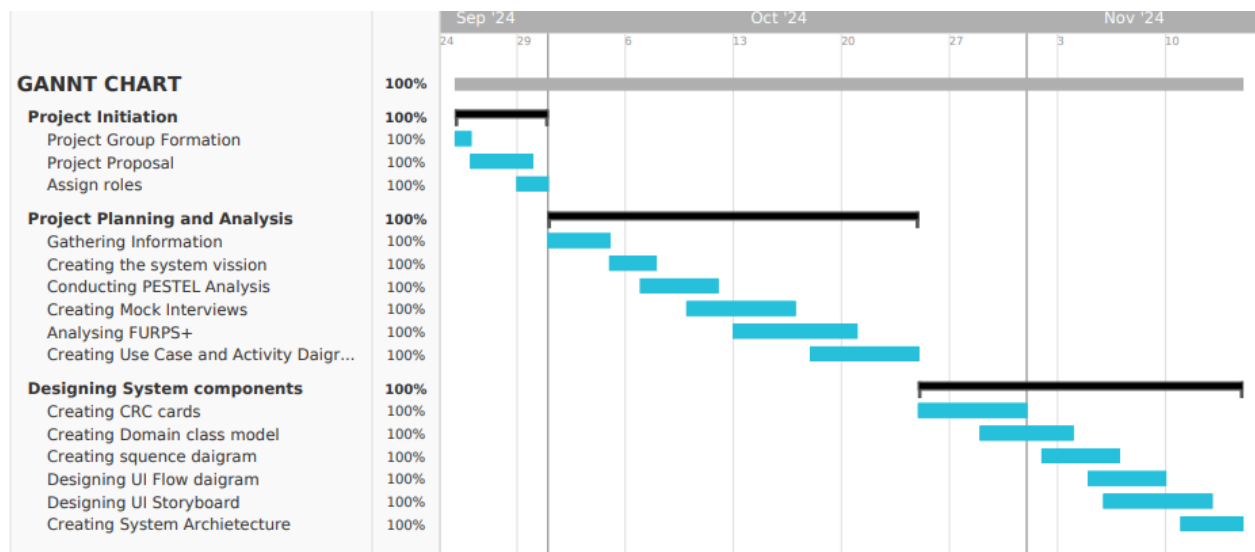 Sep '24 Oct '24 Nov '24
24 29 6 13 20 27 3 10
GANNT CHART 100%
Project Initiation 100%
Project Group Formation 100%
Project Proposal 100%
Assign roles 100%
Project Planning and Analysis 100%
Gathering Information 100%
Creating the system vission 100%
Conducting PESTEL Analysis 100%
Creating Mock Interviews 100%
Analysing FURPS+ 100%
Creating Use Case and Activity Daigr... 100%
Designing System components 100%
Creating CRC cards 100%
Creating Domain class model 100%
Creating squence daigram 100%
Designing UI Flow daigram 100%
Designing UI Storyboard 100%
Creating System Archietecture 100%